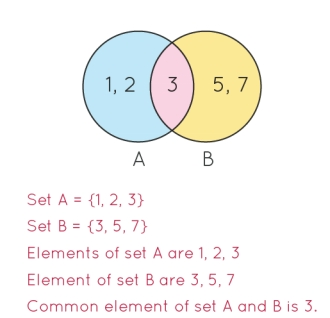 1, 2 3 5, 7
A B
Set A = {1, 2, 3}
Set B = {3, 5, 7}
Elements of set A are 1, 2, 3
Element of set B are 3, 5, 7
Common element of set A and B is 3.